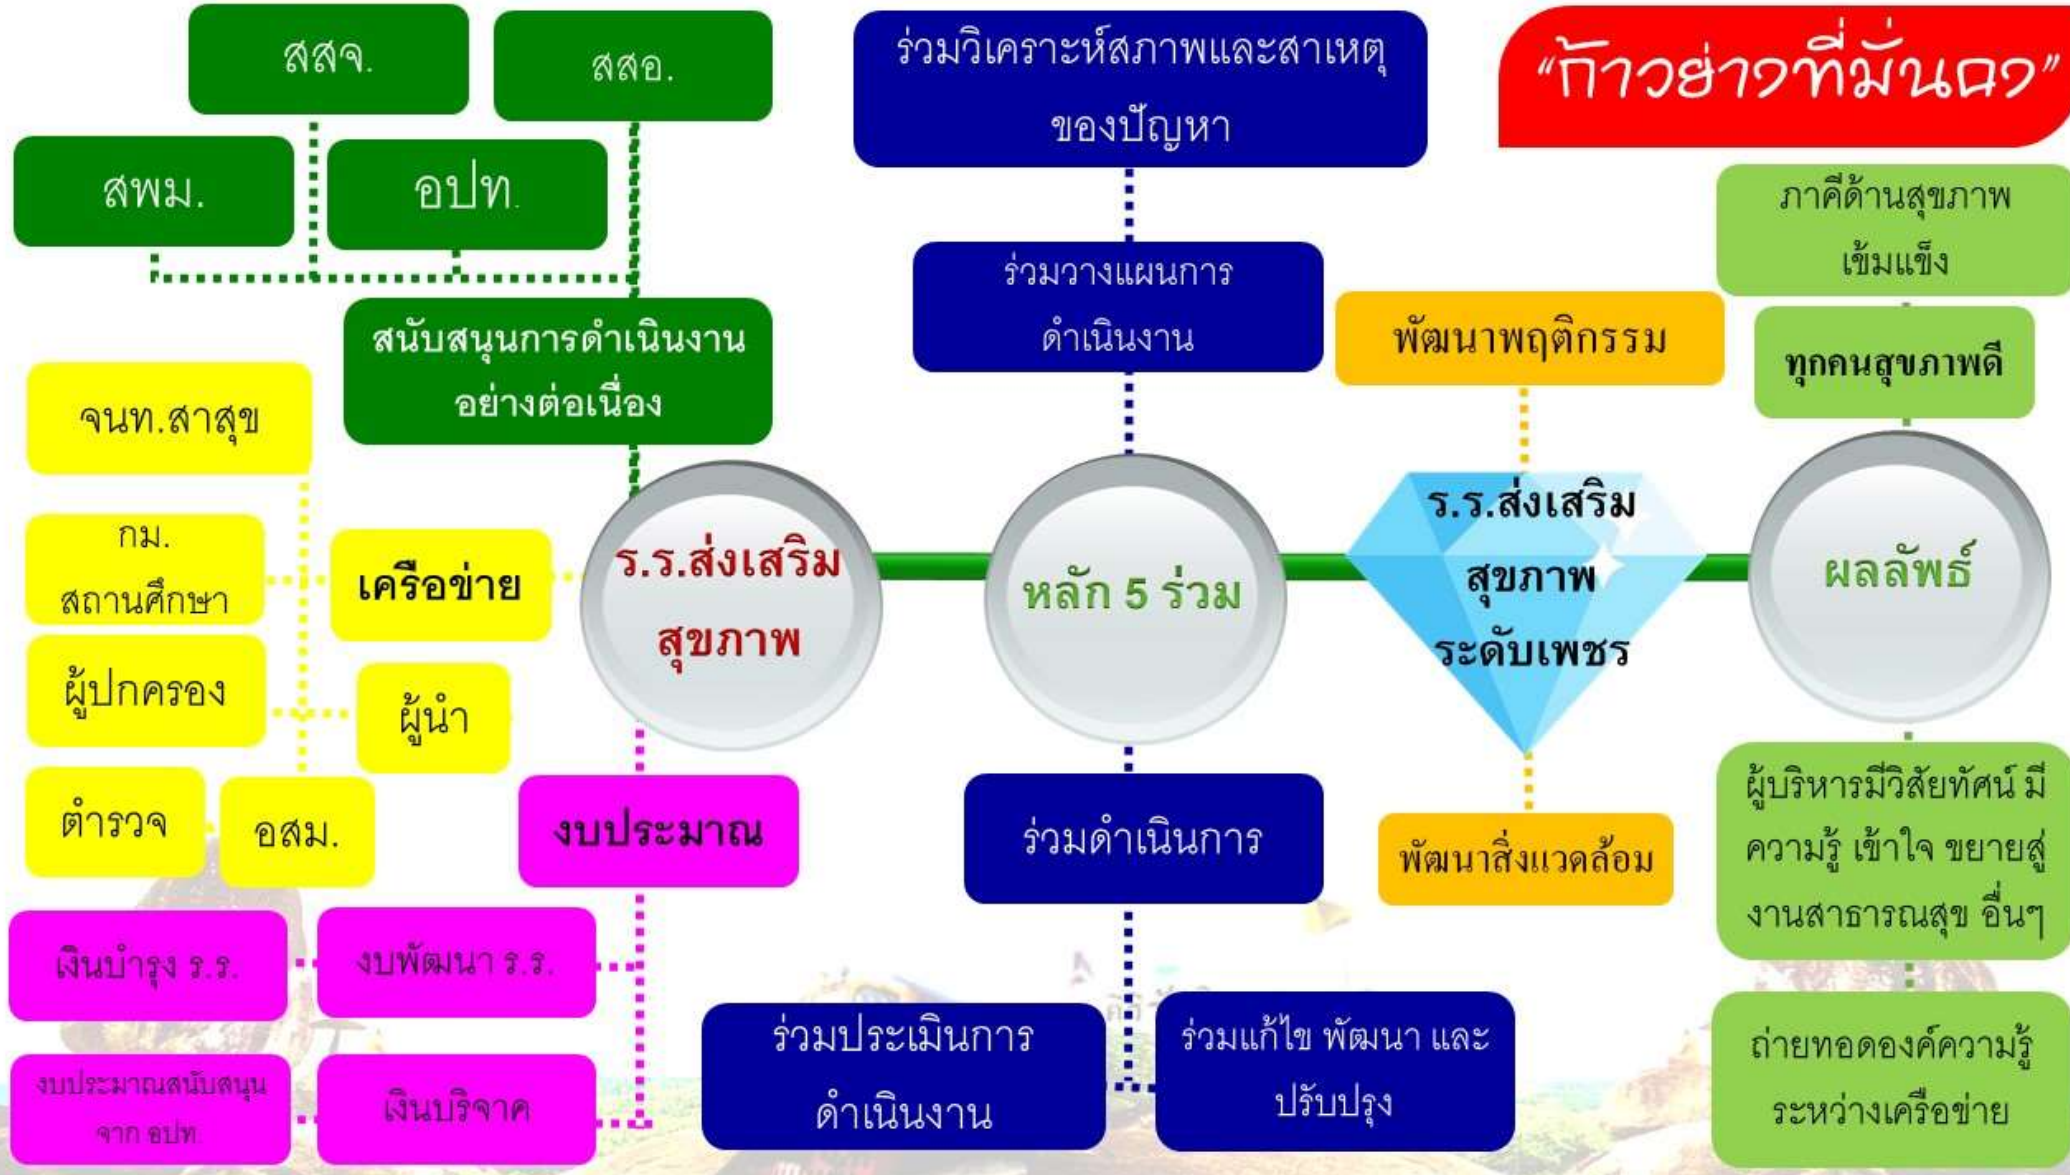 สสจ.
สสอ.
สพม.
อปท.
สนับสนุนการดำเนินงาน
อย่างต่อเนื่อง
จนท.สาสุข
กม.
สถานศึกษา
เครือข่าย
ผู้ปกครอง
ผู้นำ
ตำรวจ
อสม.
ร.ร.ส่งเสริม
สุขภาพ
งบประมาณ
เงินบำรุง ร.ร.
งบพัฒนา ร.ร.
งบประมาณสนับสนุน
จาก อปท.
เงินบริจาค
ร่วมวิเคราะห์สภาพและสาเหตุ
ของปัญหา
ร่วมวางแผนการ
ดำเนินงาน
หลัก 5 ร่วม
ร่วมดำเนินการ
ร่วมประเมินการ
ดำเนินงาน
ร่วมแก้ไข พัฒนา และ
ปรับปรุง
พัฒนาพฤติกรรม
ร.ร.ส่งเสริม
สุขภาพ
ระดับเพชร
พัฒนาสิ่งแวดล้อม
“ก้าวย่างที่มั่นคง”
ภาคีด้านสุขภาพ
เข้มแข็ง
ทุกคนสุขภาพดี
ผลลัพธ์
ผู้บริหารมีวิสัยทัศน์ มี
ความรู้ เข้าใจ ขยายสู่
งานสาธารณสุข อื่นๆ
ถ่ายทอดองค์ความรู้
ระหว่างเครือข่าย